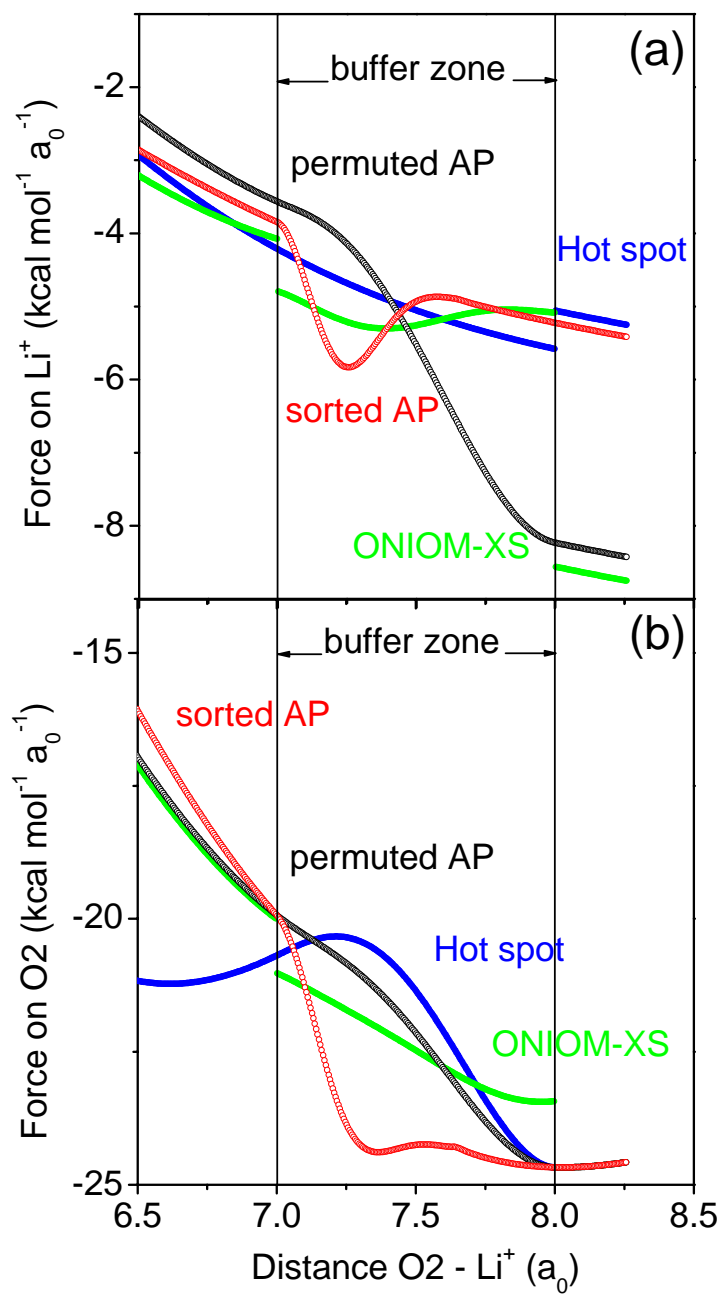 (a)
buffer zone
-2
permuted AP
-4
Hot spot
Force on Li⁺ (kcal mol⁻¹ a₀⁻¹)
-6
sorted AP
-8
ONIOM-XS
(b)
-15
buffer zone
sorted AP
permuted AP
-20
Hot spot
Force on O2 (kcal mol⁻¹ a₀⁻¹)
ONIOM-XS
-25
6.5 7.0 7.5 8.0 8.5
Distance O2 - Li⁺ (a₀)